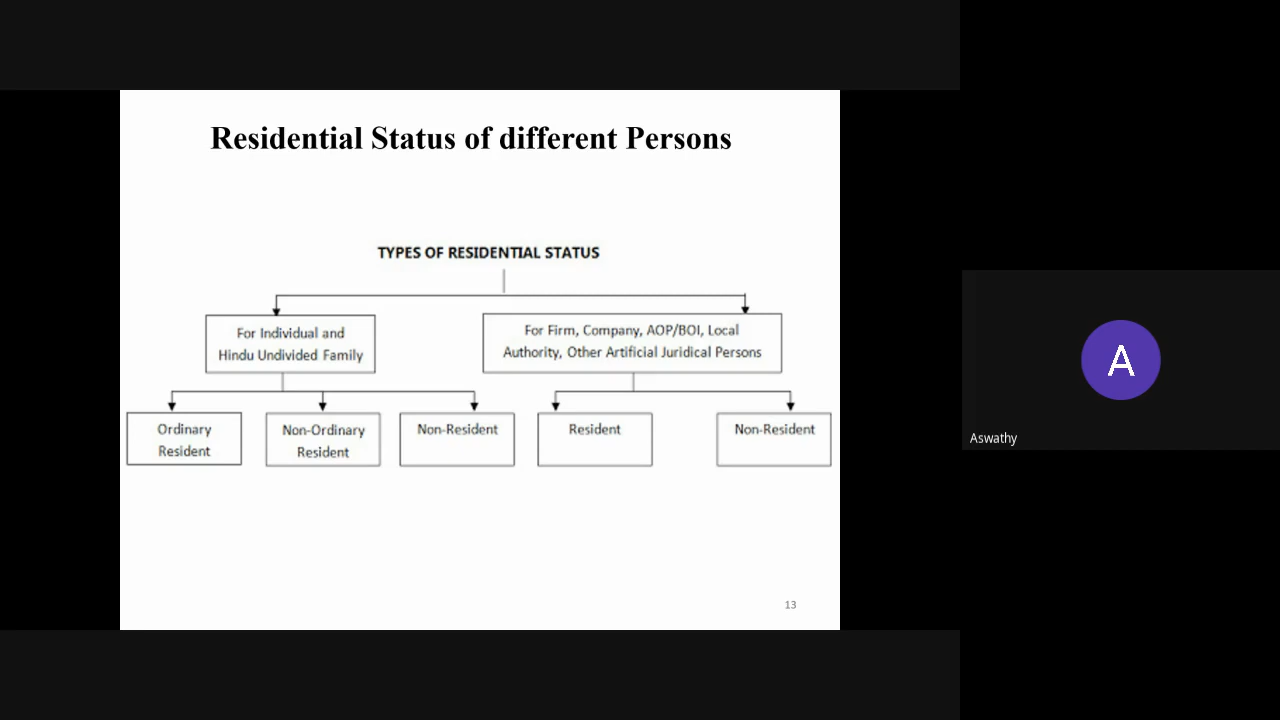 Residential Status of different Persons
TYPES OF RESIDENTIAL STATUS
For Individual and
Hindu Undivided Family
For Firm, Company, AOP/BOI, Local
Authority, Other Artificial Juridical Persons
Ordinary
Resident
Non-Ordinary
Resident
Non-Resident
Resident
Non-Resident
13
A
Aswathy